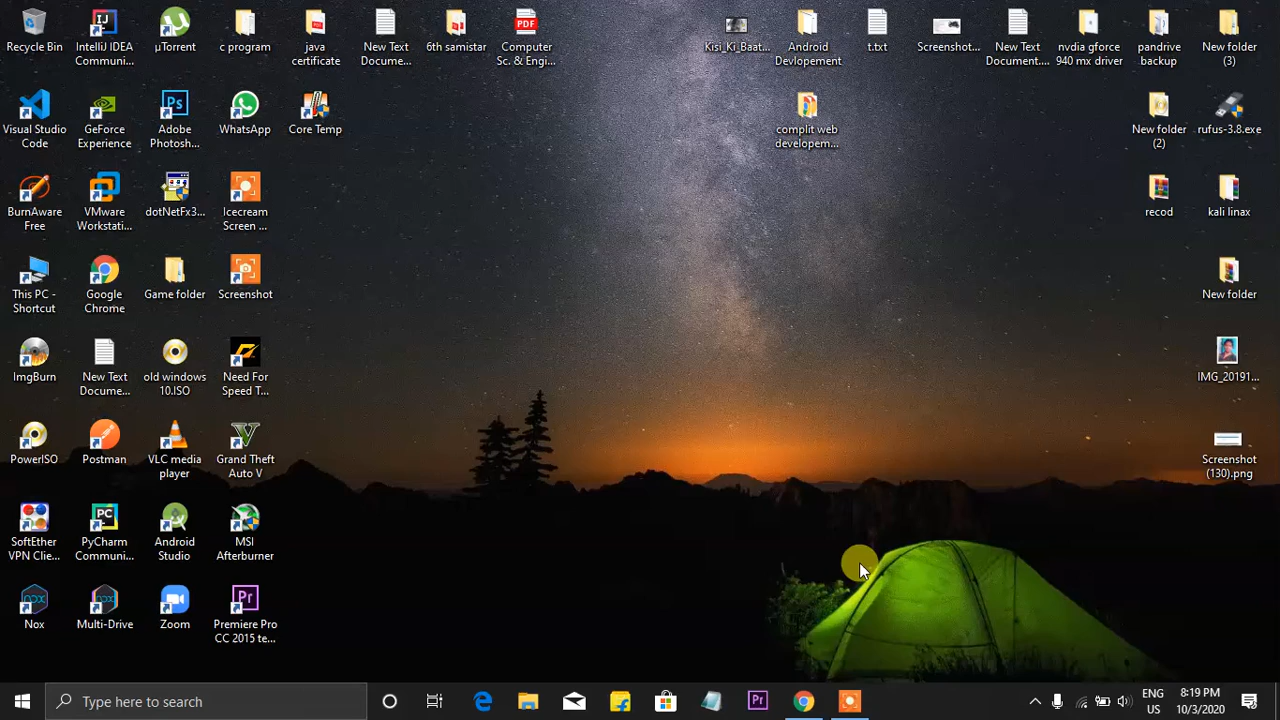 Recycle Bin
IntelliJ IDEA
Communi...
µTorrent
c program
java
certificate
New Text
Docume...
6th samistar
PDF
Computer
Sc. & Engi...
Kisi_Ki_Baat...
Android
Devlopement
t.txt
Screenshot...
New Text
Document....
nvdia gforce
940 mx driver
pandrive
backup
New folder
(3)
Visual Studio
Code
GeForce
Experience
Adobe
Photosh...
WhatsApp
Core Temp
complit web
developem...
New folder
(2)
rufus-3.8.exe
BurnAware
Free
VMware
Workstati...
dotNetFx3...
Icecream
Screen ...
recod
kali linax
This PC -
Shortcut
Google
Chrome
Game folder
Screenshot
New folder
ImgBurn
New Text
Docume...
old windows
10.ISO
Need For
Speed T...
IMG_20191...
PowerISO
Postman
VLC media
player
Grand Theft
Auto V
Screenshot
(130).png
SoftEther
VPN Clie...
PyCharm
Communi...
Android
Studio
MSI
Afterburner
Nox
Multi-Drive
Zoom
Premiere Pro
CC 2015 te...
Type here to search
ENG
US
8:19 PM
10/3/2020